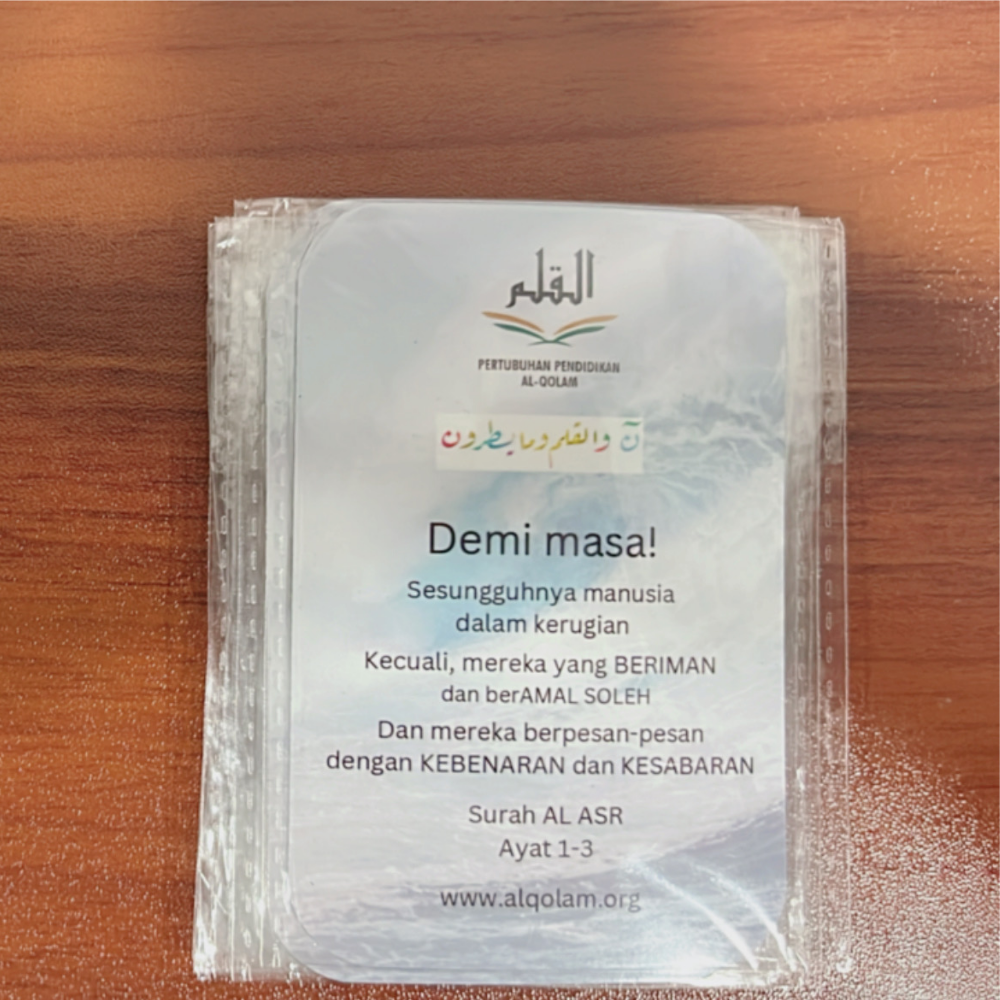 القلم
PERTUBUHAN PENDIDIKAN
AL-QOLAM
نٓ والقلم وما يسطرون
Demi masa!
Sesungguhnya manusia
dalam kerugian
Kecuali, mereka yang BERIMAN
dan berAMAL SOLEH
Dan mereka berpesan-pesan
dengan KEBENARAN dan KESABARAN
Surah AL ASR
Ayat 1-3
www.alqolam.org